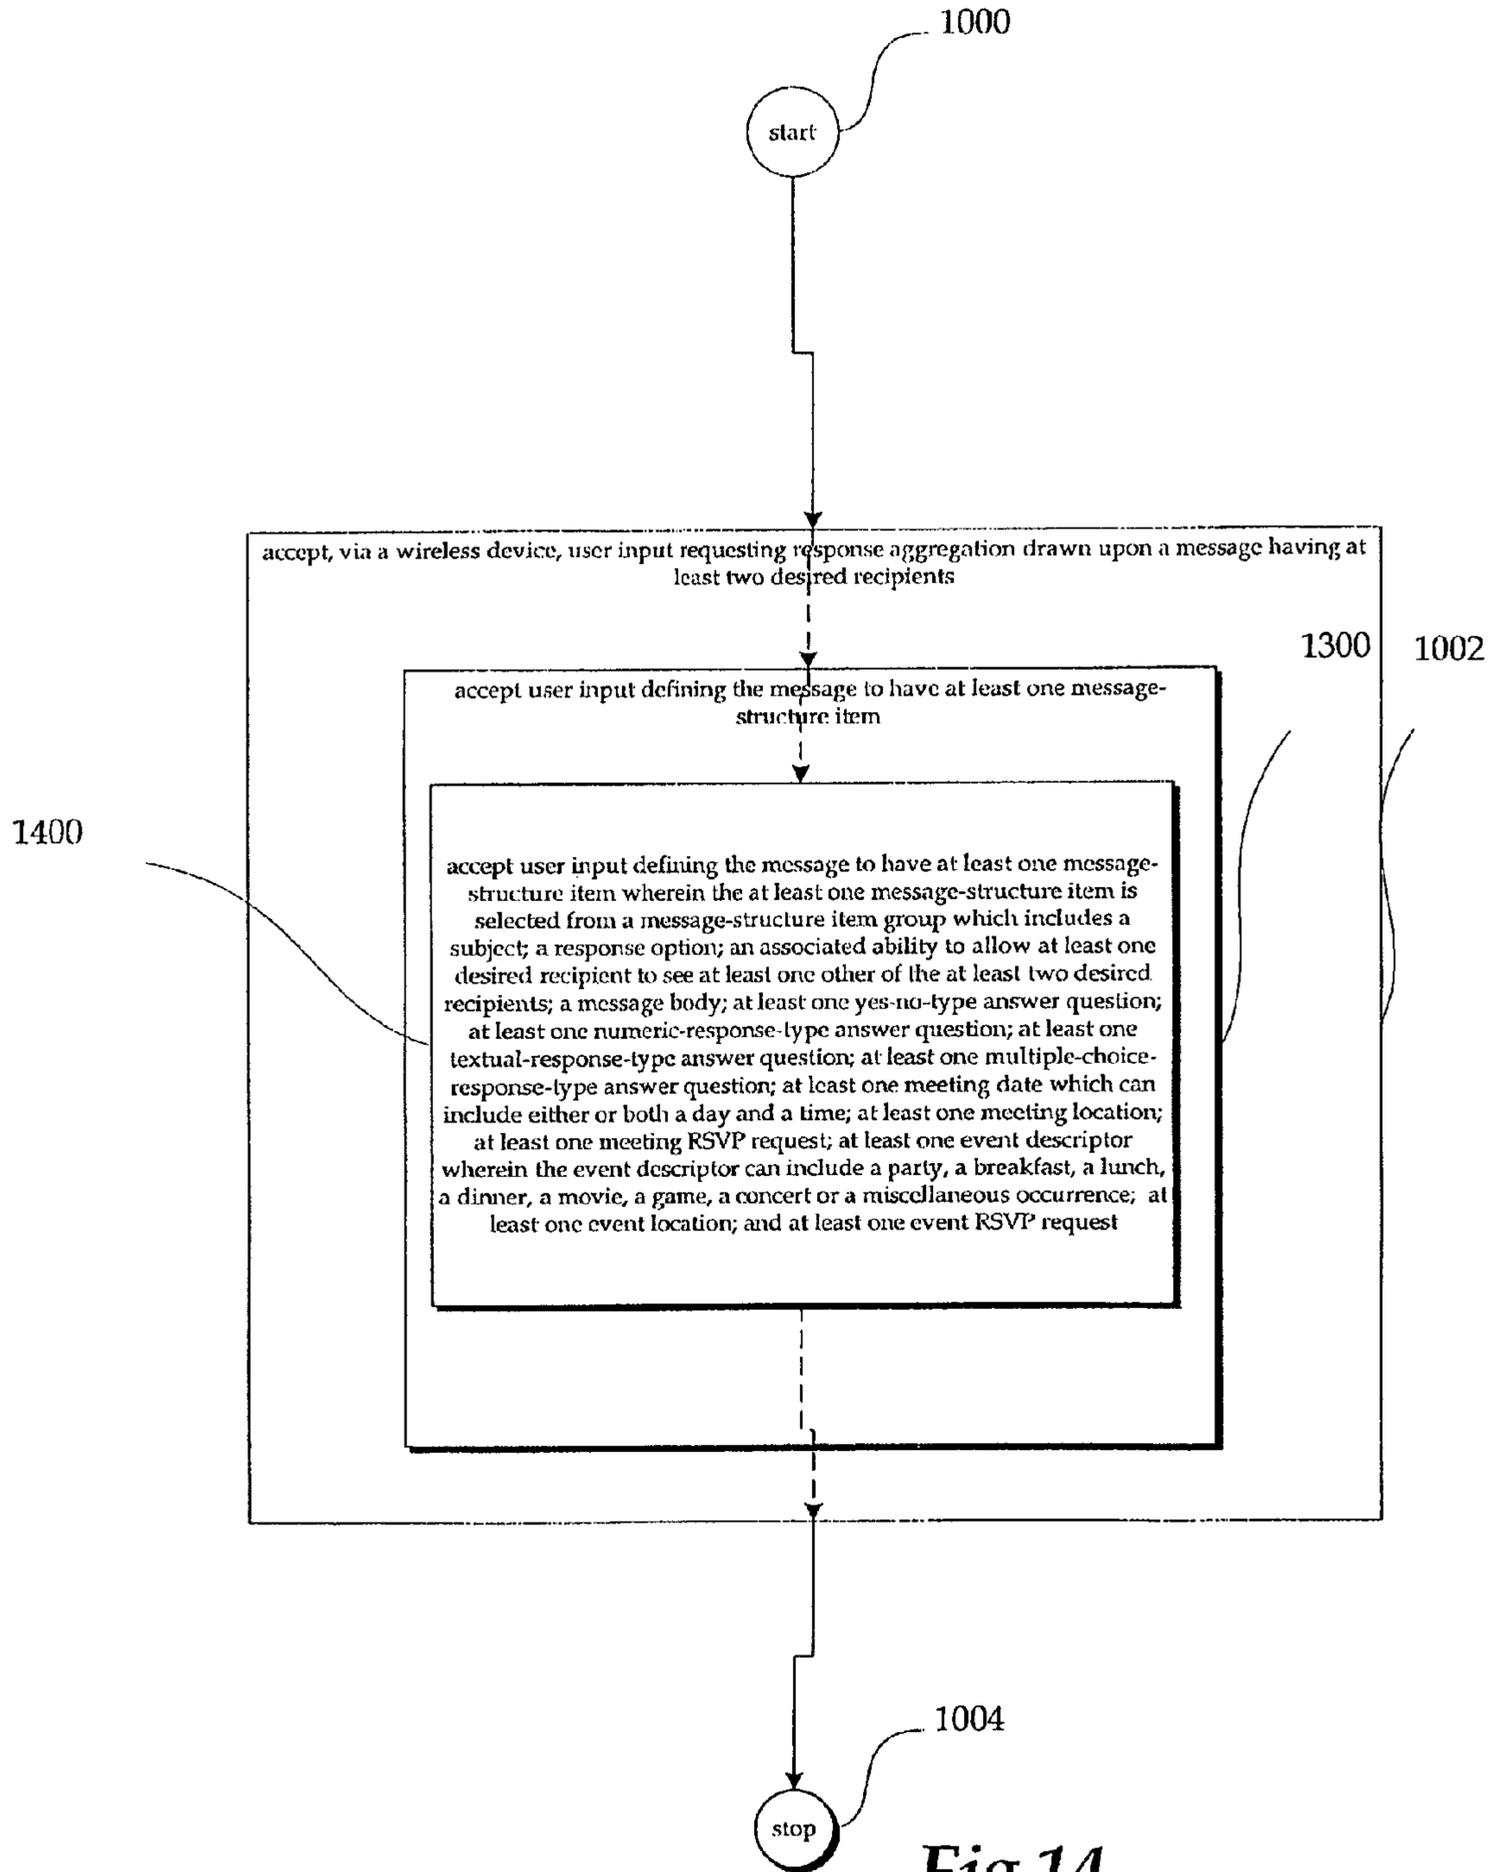 1000
start
accept, via a wireless device, user input requesting response aggregation drawn upon a message having at
least two desired recipients
1300
1002
accept user input defining the message to have at least one message-
structure item
1400
accept user input defining the message to have at least one message-
structure item wherein the at least one message-structure item is
selected from a message-structure item group which includes a
subject; a response option; an associated ability to allow at least one
desired recipient to see at least one other of the at least two desired
recipients; a message body; at least one yes-no-type answer question;
at least one numeric-response-type answer question; at least one
textual-response-type answer question; at least one multiple-choice-
response-type answer question; at least one meeting date which can
include either or both a day and a time; at least one meeting location;
at least one meeting RSVP request; at least one event descriptor
wherein the event descriptor can include a party, a breakfast, a lunch,
a dinner, a movie, a game, a concert or a miscellaneous occurrence; at
least one event location; and at least one event RSVP request
1004
stop
Fig 14